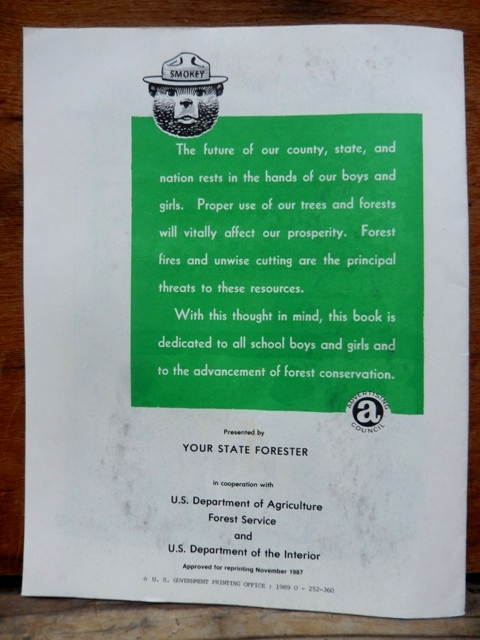 SMOKEY
The future of our county, state, and
nation rests in the hands of our boys and
girls. Proper use of our trees and forests
will vitally affect our prosperity. Forest
fires and unwise cutting are the principal
threats to these resources.
With this thought in mind, this book is
dedicated to all school boys and girls and
to the advancement of forest conservation.
ADVERTISING
a
COUNCIL
Presented by
YOUR STATE FORESTER
in cooperation with
U.S. Department of Agriculture
Forest Service
and
U.S. Department of the Interior
Approved for reprinting November 1987
U. S. GOVERNMENT PRINTING OFFICE : 1989 O - 252-360